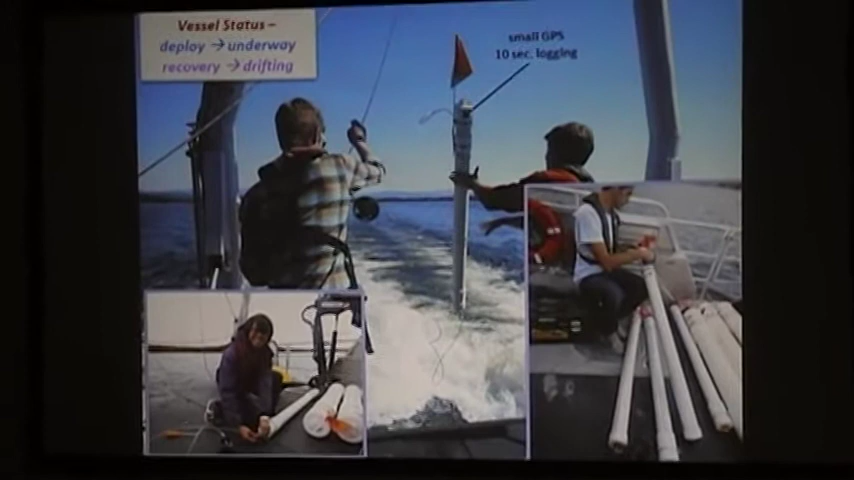 Vessel Status –
deploy → underway
recovery → drifting
small GPS
10 sec. logging